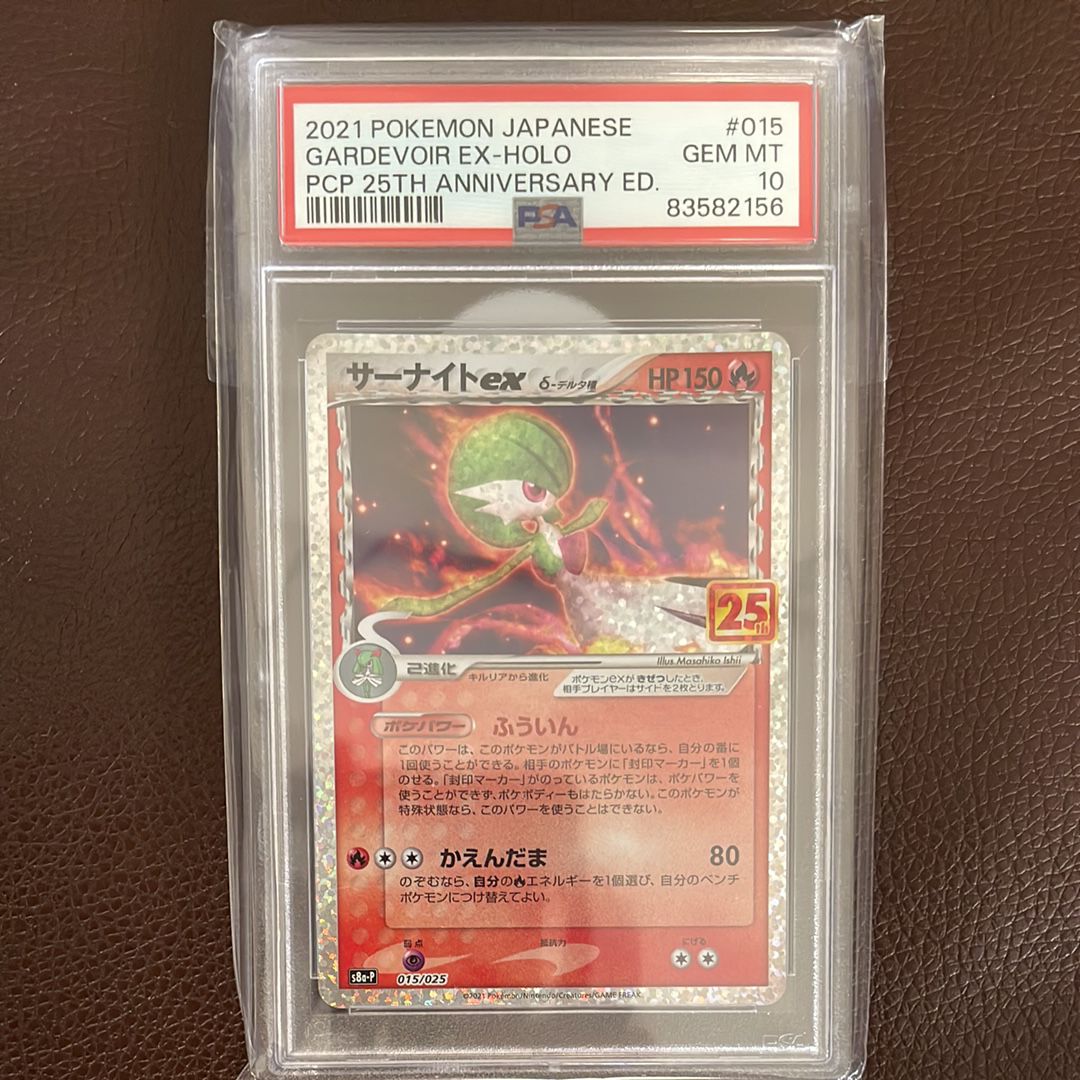 2021 POKEMON JAPANESE #015
GARDEVOIR EX-HOLO GEM MT
PCP 25TH ANNIVERSARY ED. 10
PSA 83582156
サーナイトex δ-デルタ種 HP150
25th
Illus. Masahiko Ishii
2進化 キルリアから進化
ポケモンexがきぜつしたとき、
相手プレイヤーはサイドを2枚とります。
ポケパワー ふういん
このパワーは、このポケモンがバトル場にいるなら、自分の番に
1回使うことができる。相手のポケモンに「封印マーカー」を1個
のせる。「封印マーカー」がのっているポケモンは、ポケパワーを
使うことができず、ポケボディーもはたらかない。このポケモンが
特殊状態なら、このパワーを使うことはできない。
かえんだま 80
のぞむなら、自分の エネルギーを1個選び、自分のベンチ
ポケモンにつけ替えてよい。
弱点 抵抗力 にげる
s8a-P 015/025
©2021 Pokémon/Nintendo/Creatures/GAME FREAK.